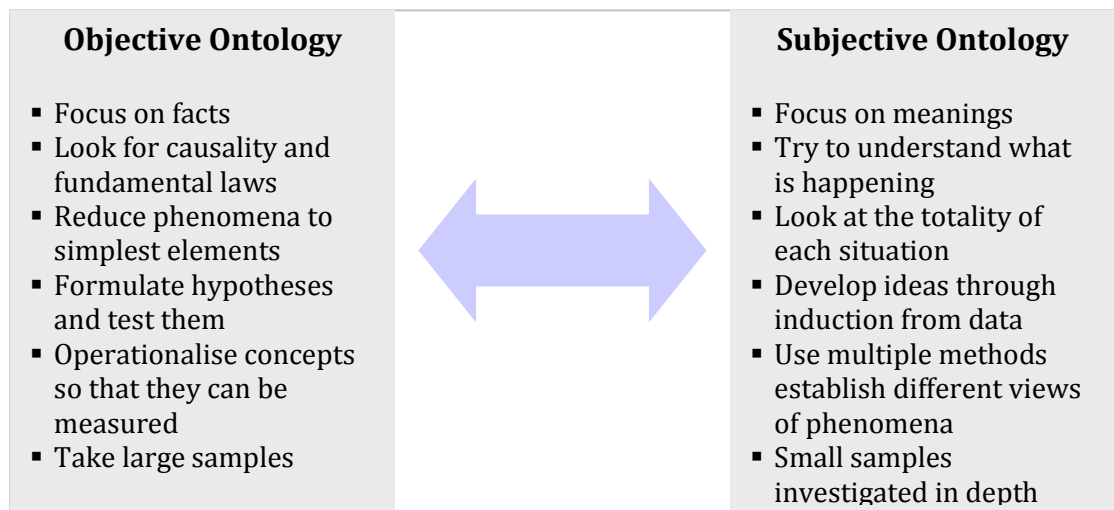 Objective Ontology
▪ Focus on facts
▪ Look for causality and
fundamental laws
▪ Reduce phenomena to
simplest elements
▪ Formulate hypotheses
and test them
▪ Operationalise concepts
so that they can be
measured
▪ Take large samples
Subjective Ontology
▪ Focus on meanings
▪ Try to understand what
is happening
▪ Look at the totality of
each situation
▪ Develop ideas through
induction from data
▪ Use multiple methods
establish different views
of phenomena
▪ Small samples
investigated in depth